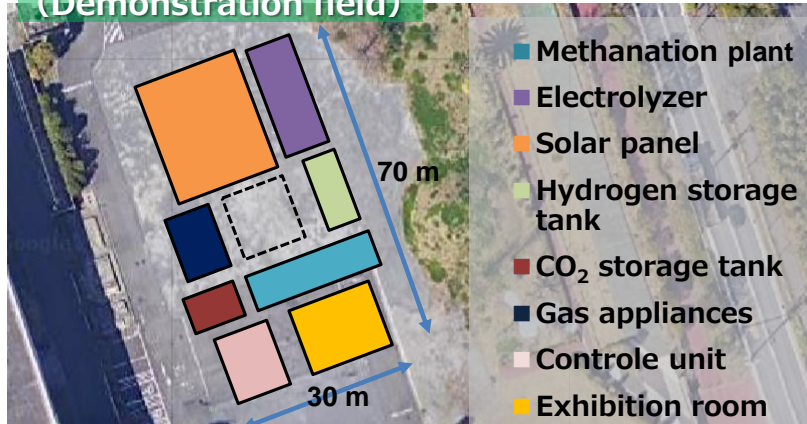 (Demonstration field)
70 m
30 m
Methanation plant
Electrolyzer
Solar panel
Hydrogen storage
tank
CO₂ storage tank
Gas appliances
Controle unit
Exhibition room